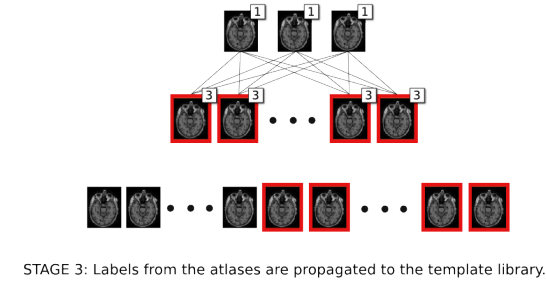 1 1 1
3 3 3 3
STAGE 3: Labels from the atlases are propagated to the template library.